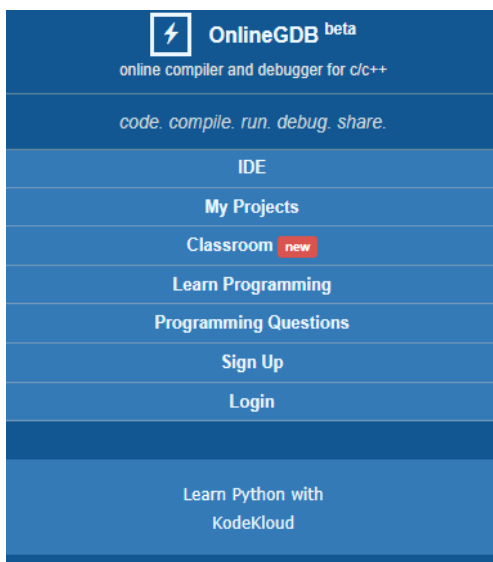 OnlineGDB beta
online compiler and debugger for c/c++
code. compile. run. debug. share.
IDE
My Projects
Classroom new
Learn Programming
Programming Questions
Sign Up
Login
Learn Python with
KodeKloud